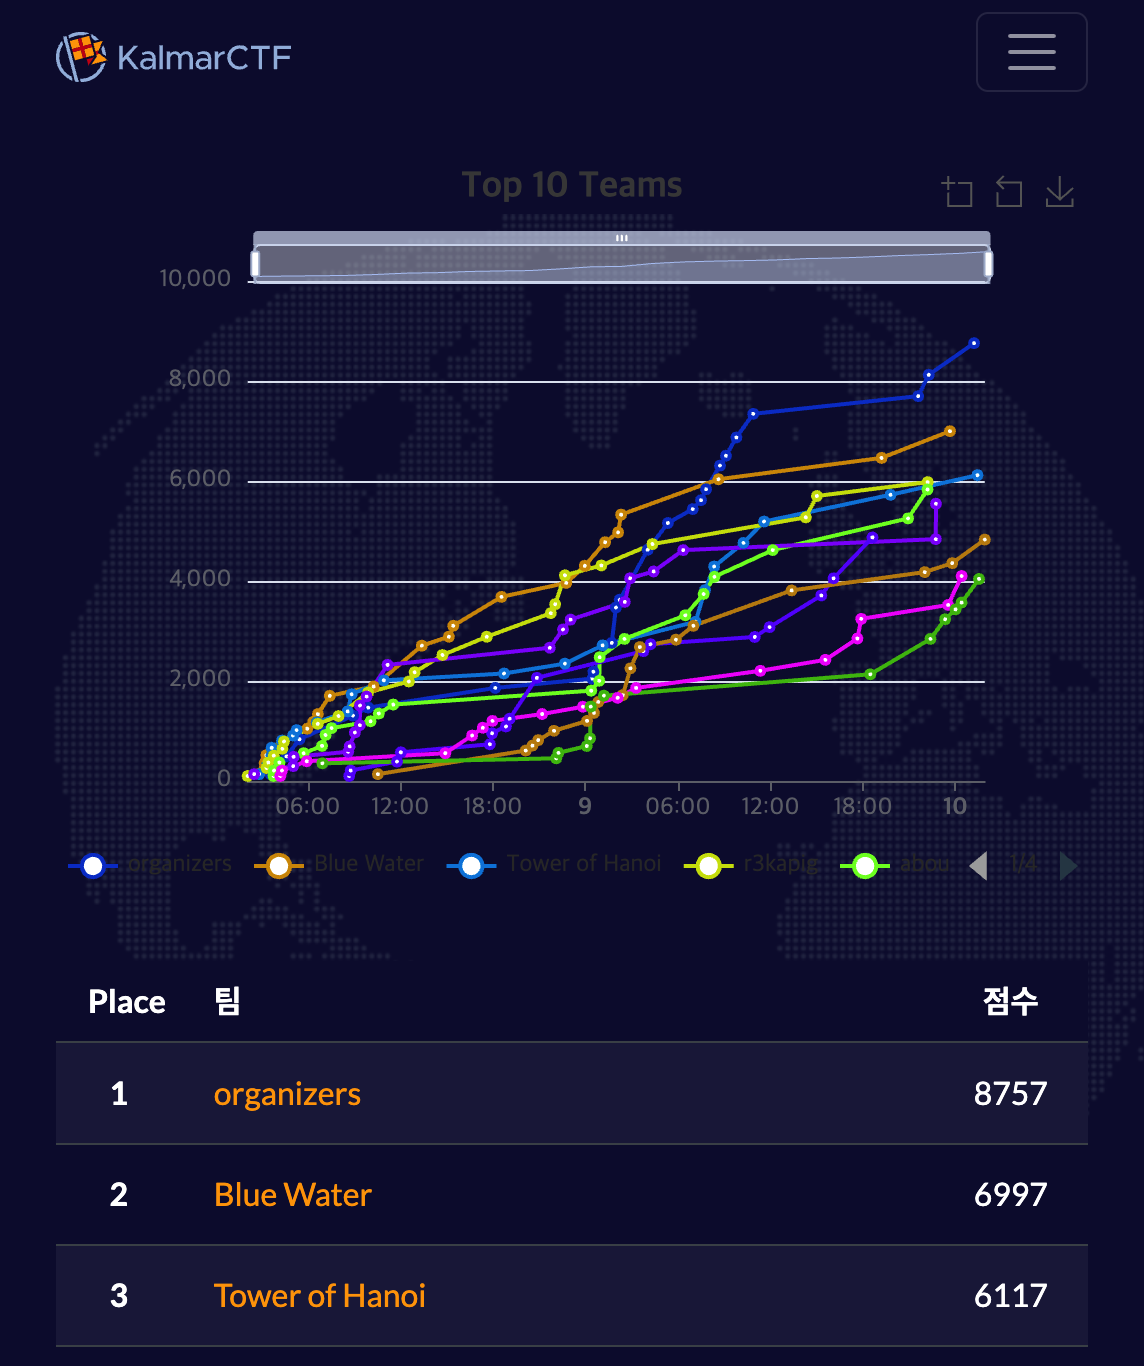 KalmarCTF
Top 10 Teams
10,000
8,000
6,000
4,000
2,000
0
06:00 12:00 18:00 9 06:00 12:00 18:00 10
organizers Blue Water Tower of Hanoi r3kapig abou 1/4
Place 팀 점수
1 organizers 8757
2 Blue Water 6997
3 Tower of Hanoi 6117